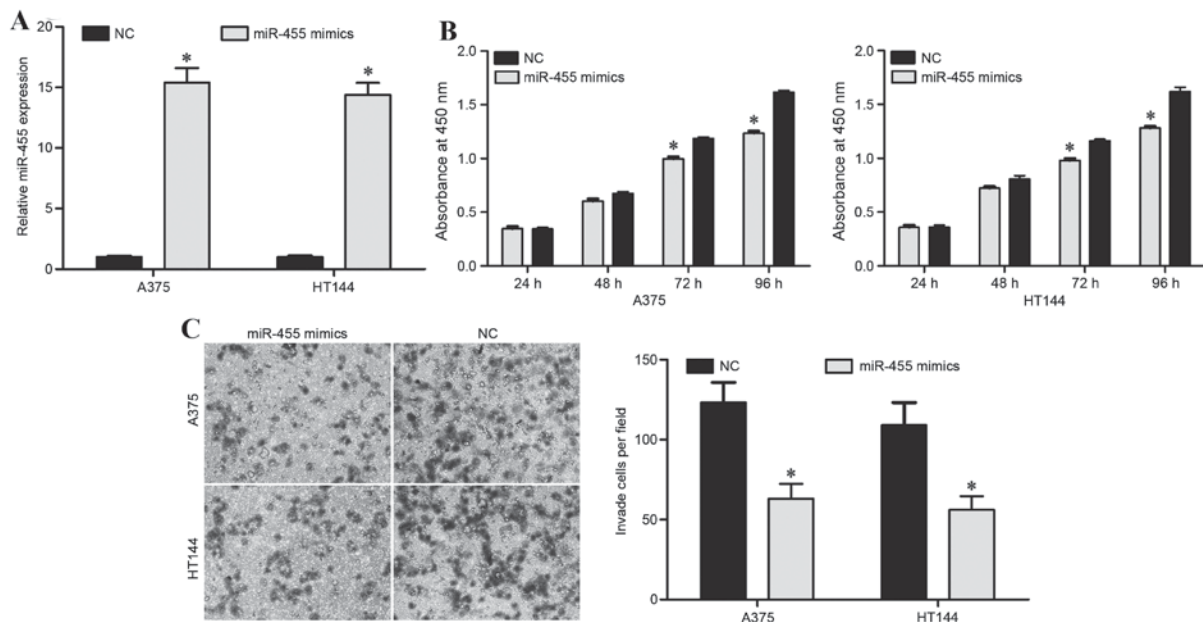 A
NC
miR-455 mimics
Relative miR-455 expression
20
15
10
5
0
*
*
A375
HT144
B
Absorbance at 450 nm
2.0
1.5
1.0
0.5
0.0
NC
miR-455 mimics
*
*
24 h
48 h
72 h
96 h
A375
Absorbance at 450 nm
2.0
1.5
1.0
0.5
0.0
NC
miR-455 mimics
*
*
24 h
48 h
72 h
96 h
HT144
C
miR-455 mimics
NC
A375
HT144
Invade cells per field
150
100
50
0
NC
miR-455 mimics
*
*
A375
HT144